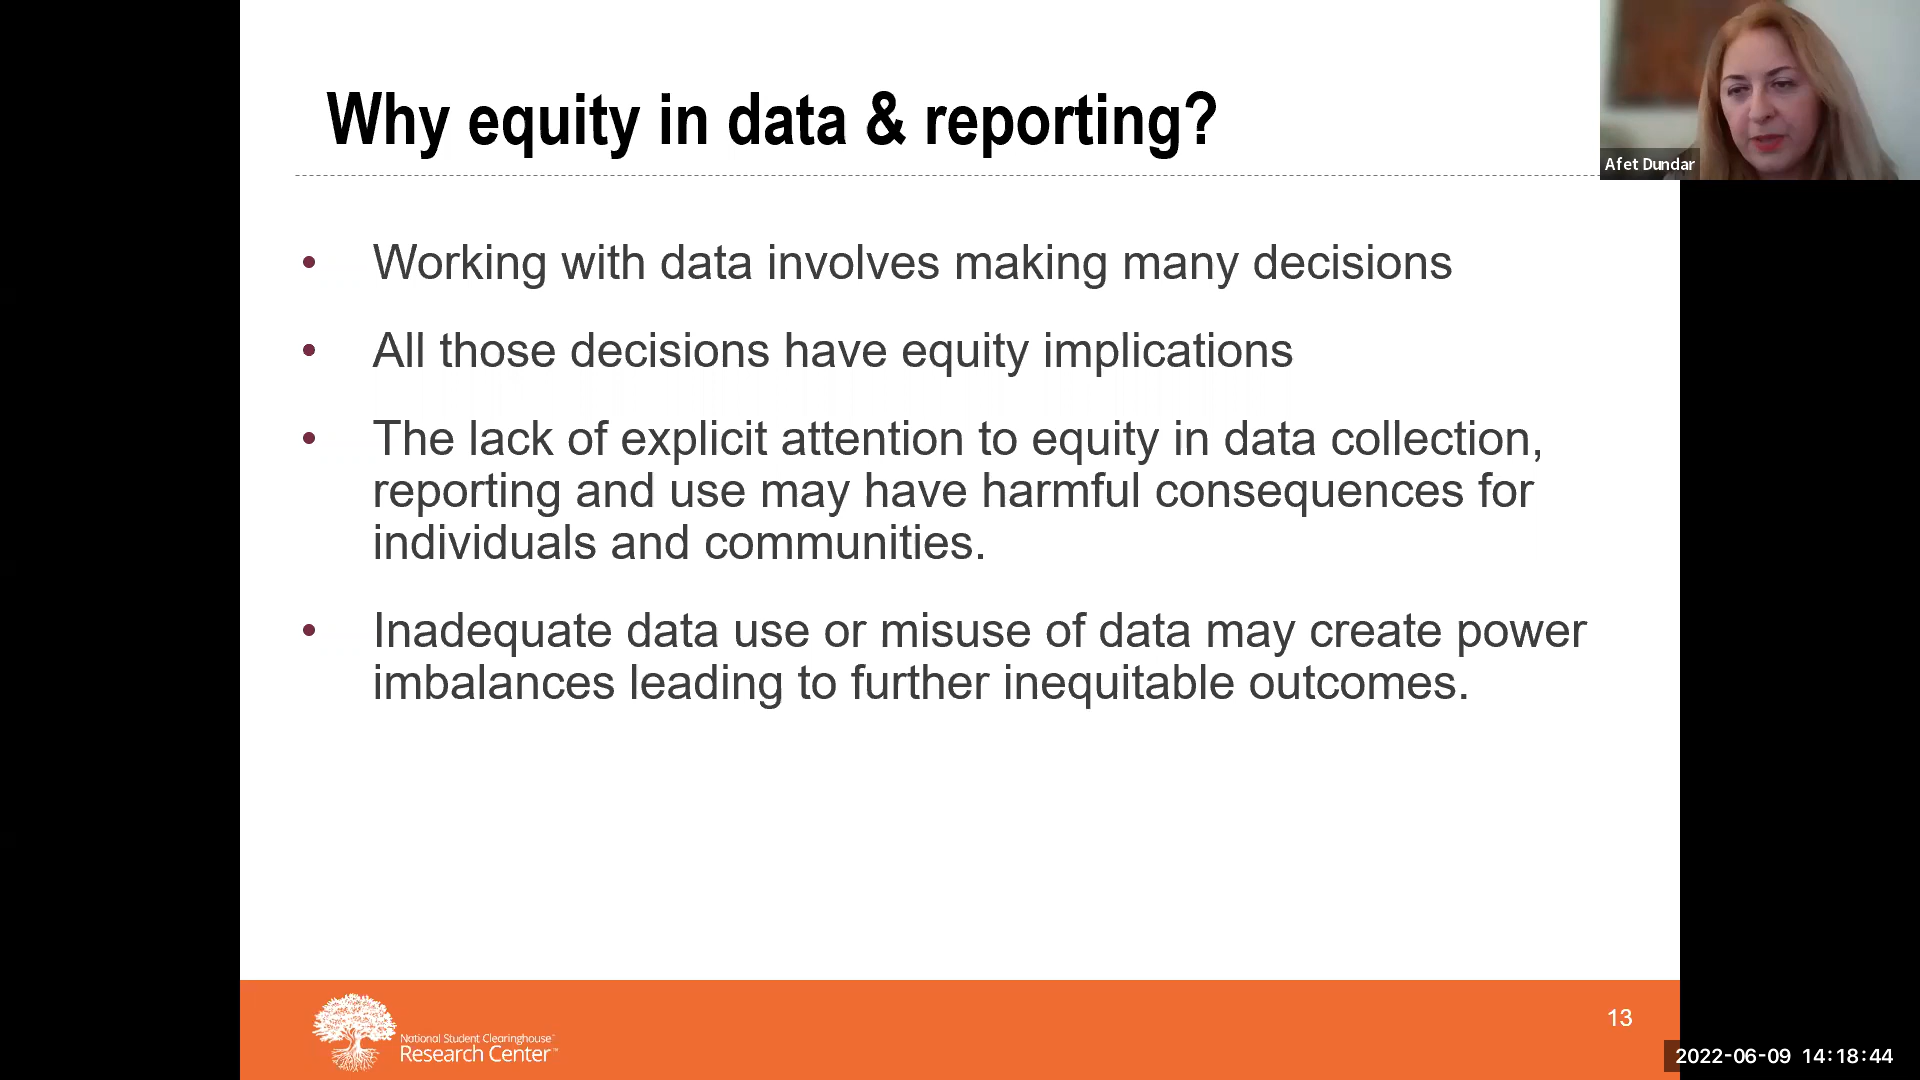 Why equity in data & reporting?
Afet Dundar
• Working with data involves making many decisions
• All those decisions have equity implications
• The lack of explicit attention to equity in data collection,
reporting and use may have harmful consequences for
individuals and communities.
• Inadequate data use or misuse of data may create power
imbalances leading to further inequitable outcomes.
National Student Clearinghouse™
Research Center™
13
2022-06-09 14:18:44